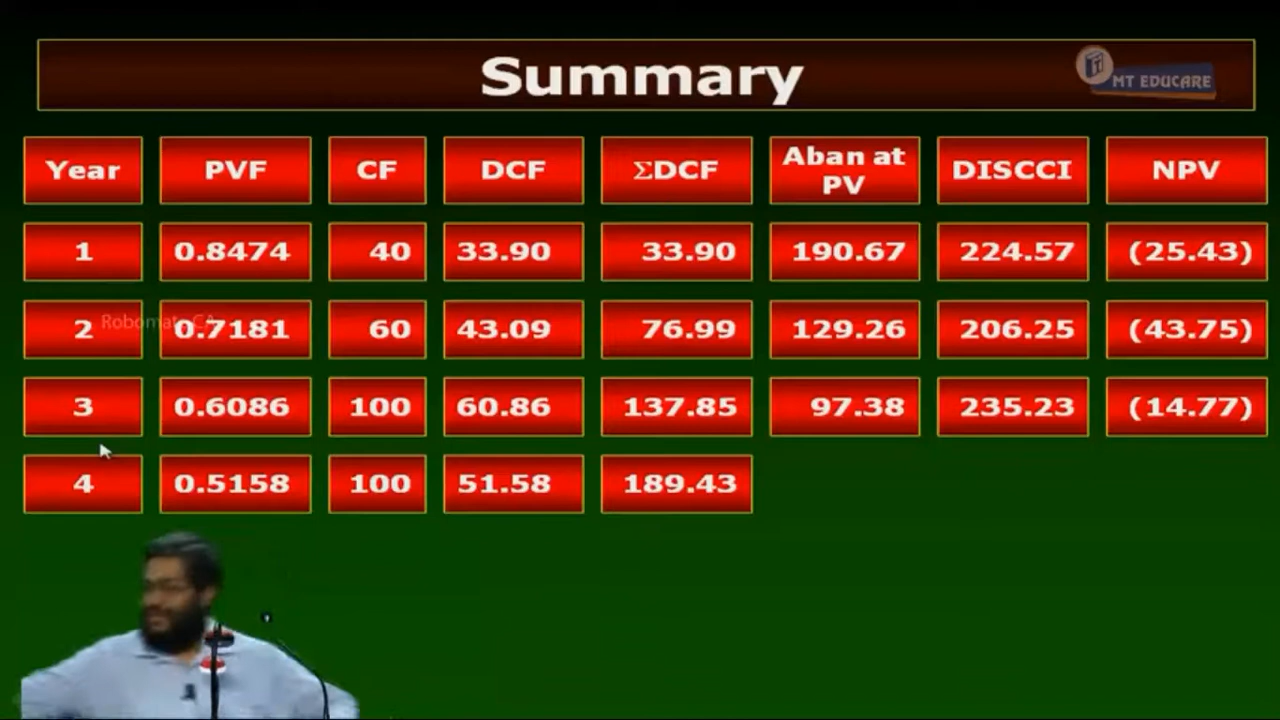 Summary
MT EDUCARE
Year PVF CF DCF ΣDCF Aban at PV DISCCI NPV
1 0.8474 40 33.90 33.90 190.67 224.57 (25.43)
2 0.7181 60 43.09 76.99 129.26 206.25 (43.75)
Robomate CA
3 0.6086 100 60.86 137.85 97.38 235.23 (14.77)
4 0.5158 100 51.58 189.43